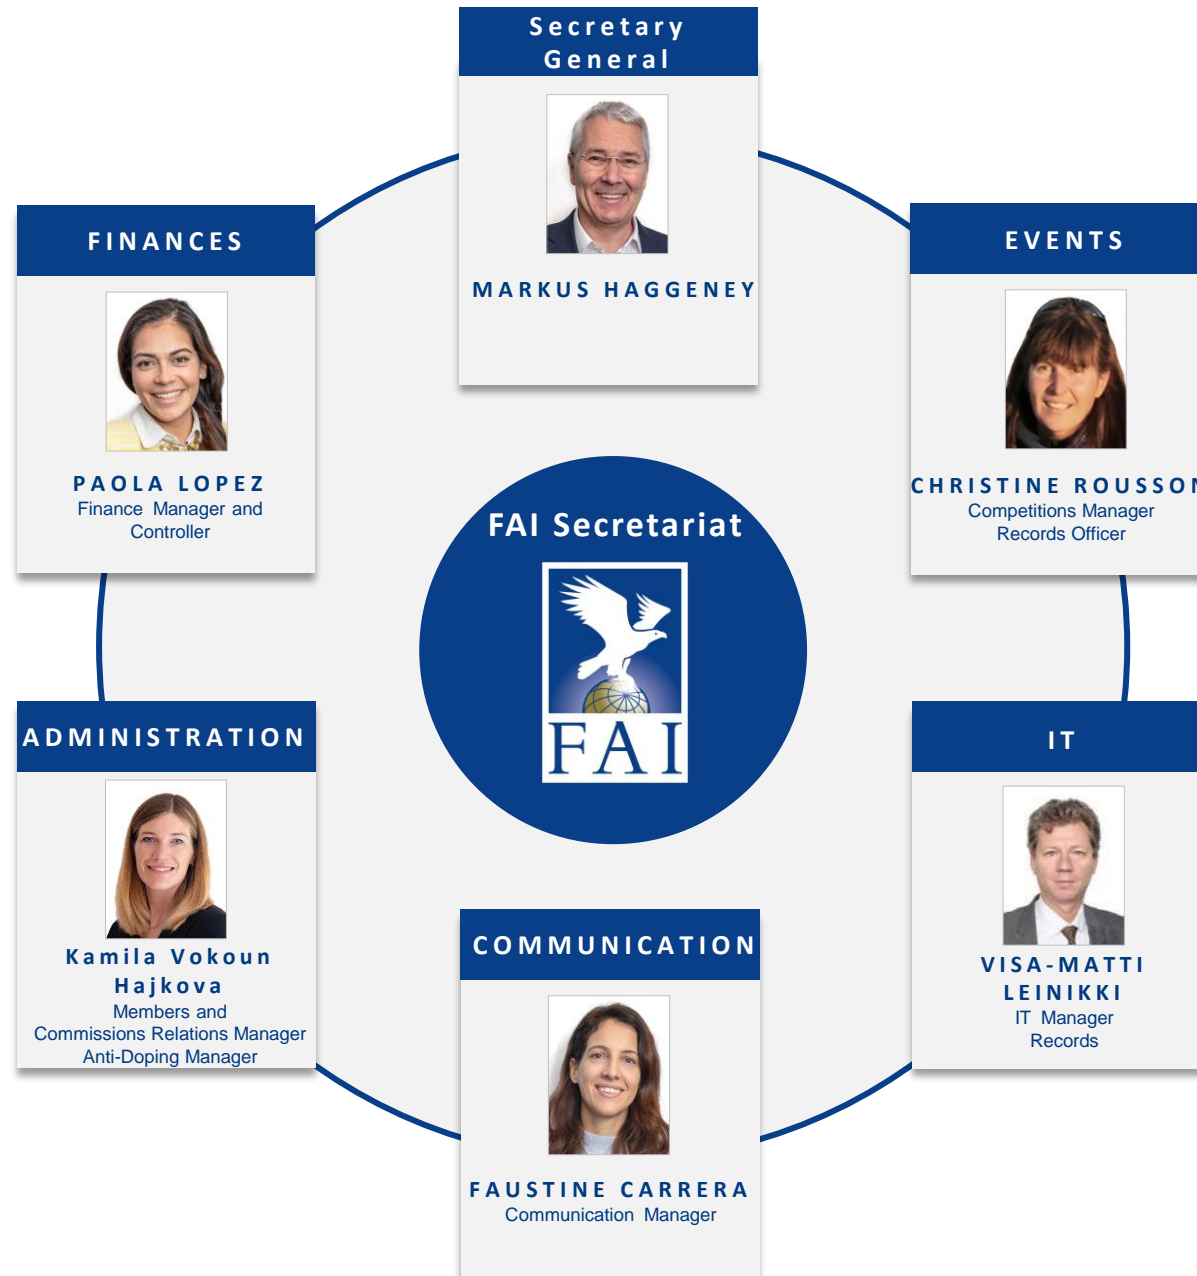 Secretary
General
MARKUS HAGGENEY
FINANCES
PAOLA LOPEZ
Finance Manager and
Controller
EVENTS
CHRISTINE ROUSSON
Competitions Manager
Records Officer
FAI Secretariat
FAI
ADMINISTRATION
Kamila Vokoun
Hajkova
Members and
Commissions Relations Manager
Anti-Doping Manager
IT
VISA-MATTI
LEINIKKI
IT Manager
Records
COMMUNICATION
FAUSTINE CARRERA
Communication Manager